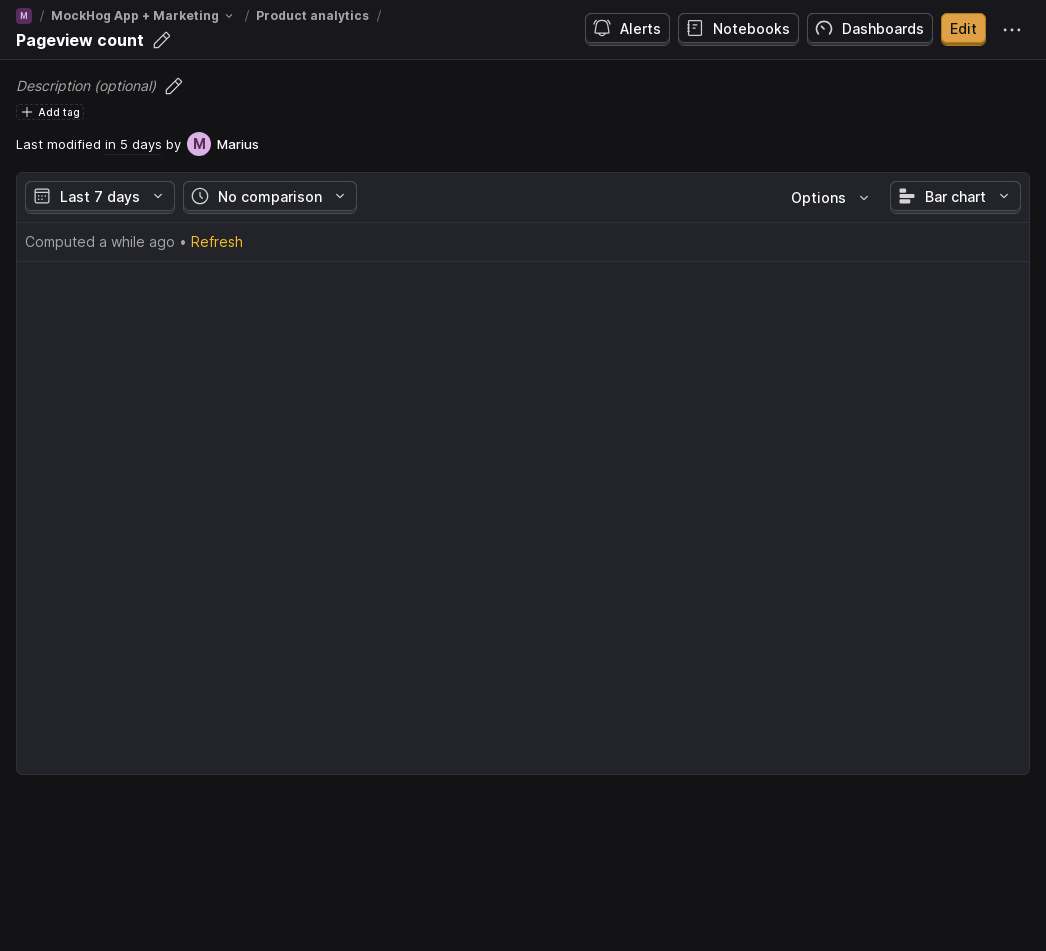 M / MockHog App + Marketing / Product analytics /
Pageview count
Alerts Notebooks Dashboards Edit
Description (optional)
Add tag
Last modified in 5 days by M Marius
Last 7 days No comparison Options Bar chart
Computed a while ago • Refresh